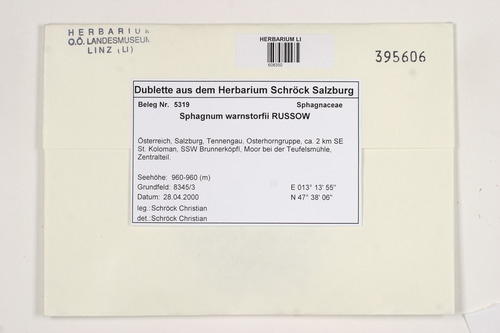 HERBARIUM
O.Ö. LANDESMUSEUM
LINZ (LI)
HERBARIUM LI
395606
Dublette aus dem Herbarium Schröck Salzburg
Beleg Nr. 5319 Sphagnaceae
Sphagnum warnstorfii RUSSOW
Österreich, Salzburg, Tennengau, Osterhorngruppe, ca. 2 km SE
St. Koloman, SSW Brunnerköpfl, Moor bei der Teufelsmühle,
Zentralteil.
Seehöhe: 960-960 (m)
Grundfeld: 8345/3 E 013° 13' 55"
Datum: 28.04.2000 N 47° 38' 06"
leg.:Schröck Christian
det.:Schröck Christian